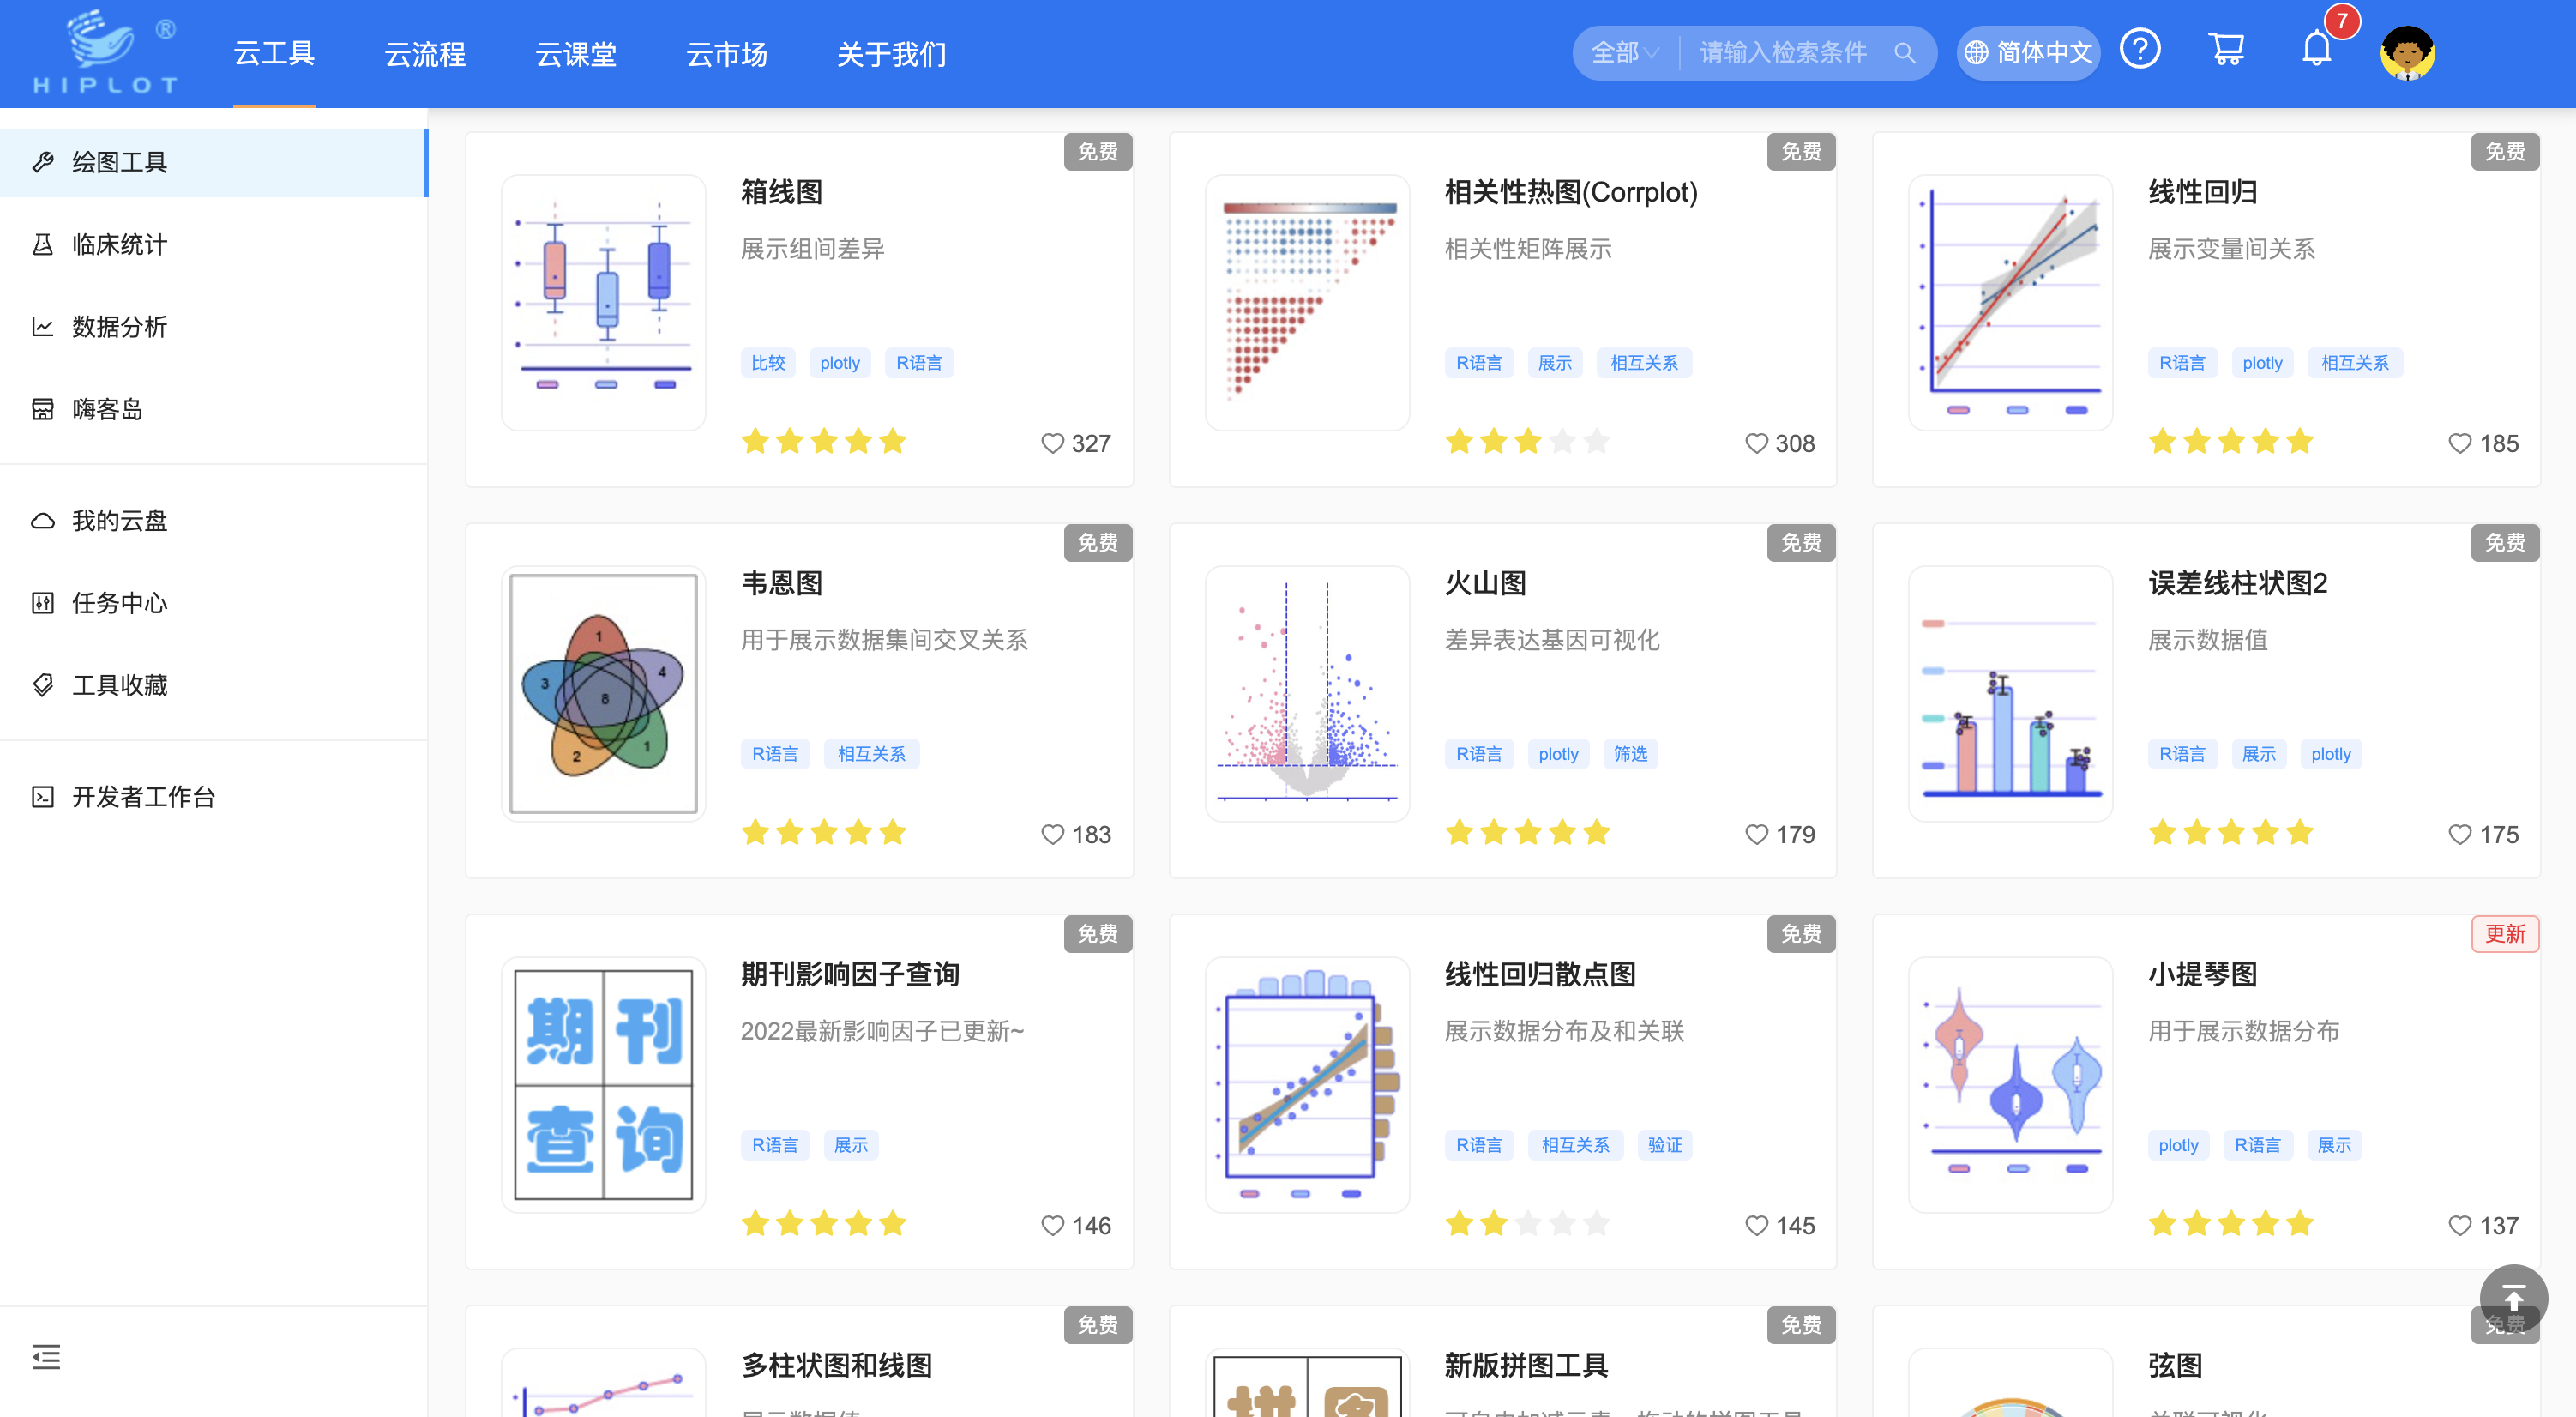 HIPLOT ®
云工具
云流程
云课堂
云市场
关于我们
全部
请输入检索条件
简体中文
7
绘图工具
临床统计
数据分析
嗨客岛
我的云盘
任务中心
工具收藏
开发者工作台
免费
箱线图
展示组间差异
比较 plotly R语言
327
免费
相关性热图(Corrplot)
相关性矩阵展示
R语言 展示 相互关系
308
免费
线性回归
展示变量间关系
R语言 plotly 相互关系
185
免费
韦恩图
用于展示数据集间交叉关系
1
3
4
8
2
1
R语言 相互关系
183
免费
火山图
差异表达基因可视化
R语言 plotly 筛选
179
免费
误差线柱状图2
展示数据值
R语言 展示 plotly
175
免费
期刊影响因子查询
2022最新影响因子已更新~
期刊
查询
R语言 展示
146
免费
线性回归散点图
展示数据分布及和关联
R语言 相互关系 验证
145
更新
小提琴图
用于展示数据分布
plotly R语言 展示
137
免费
多柱状图和线图
免费
新版拼图工具
免费
弦图